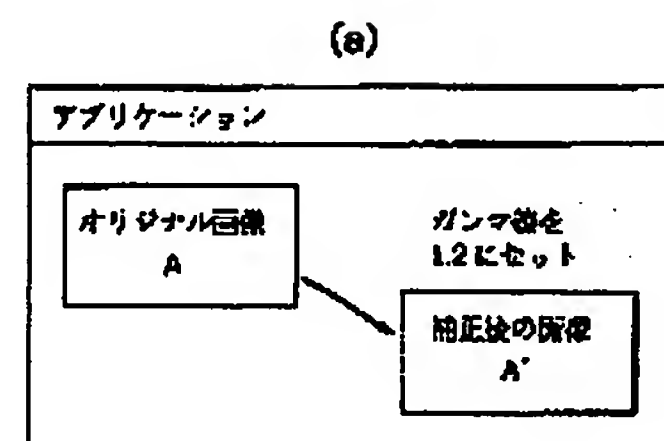 (a)
アプリケーション
オリジナル画像
A
ガンマ値を
1.2にセット
補正後の画像
A'